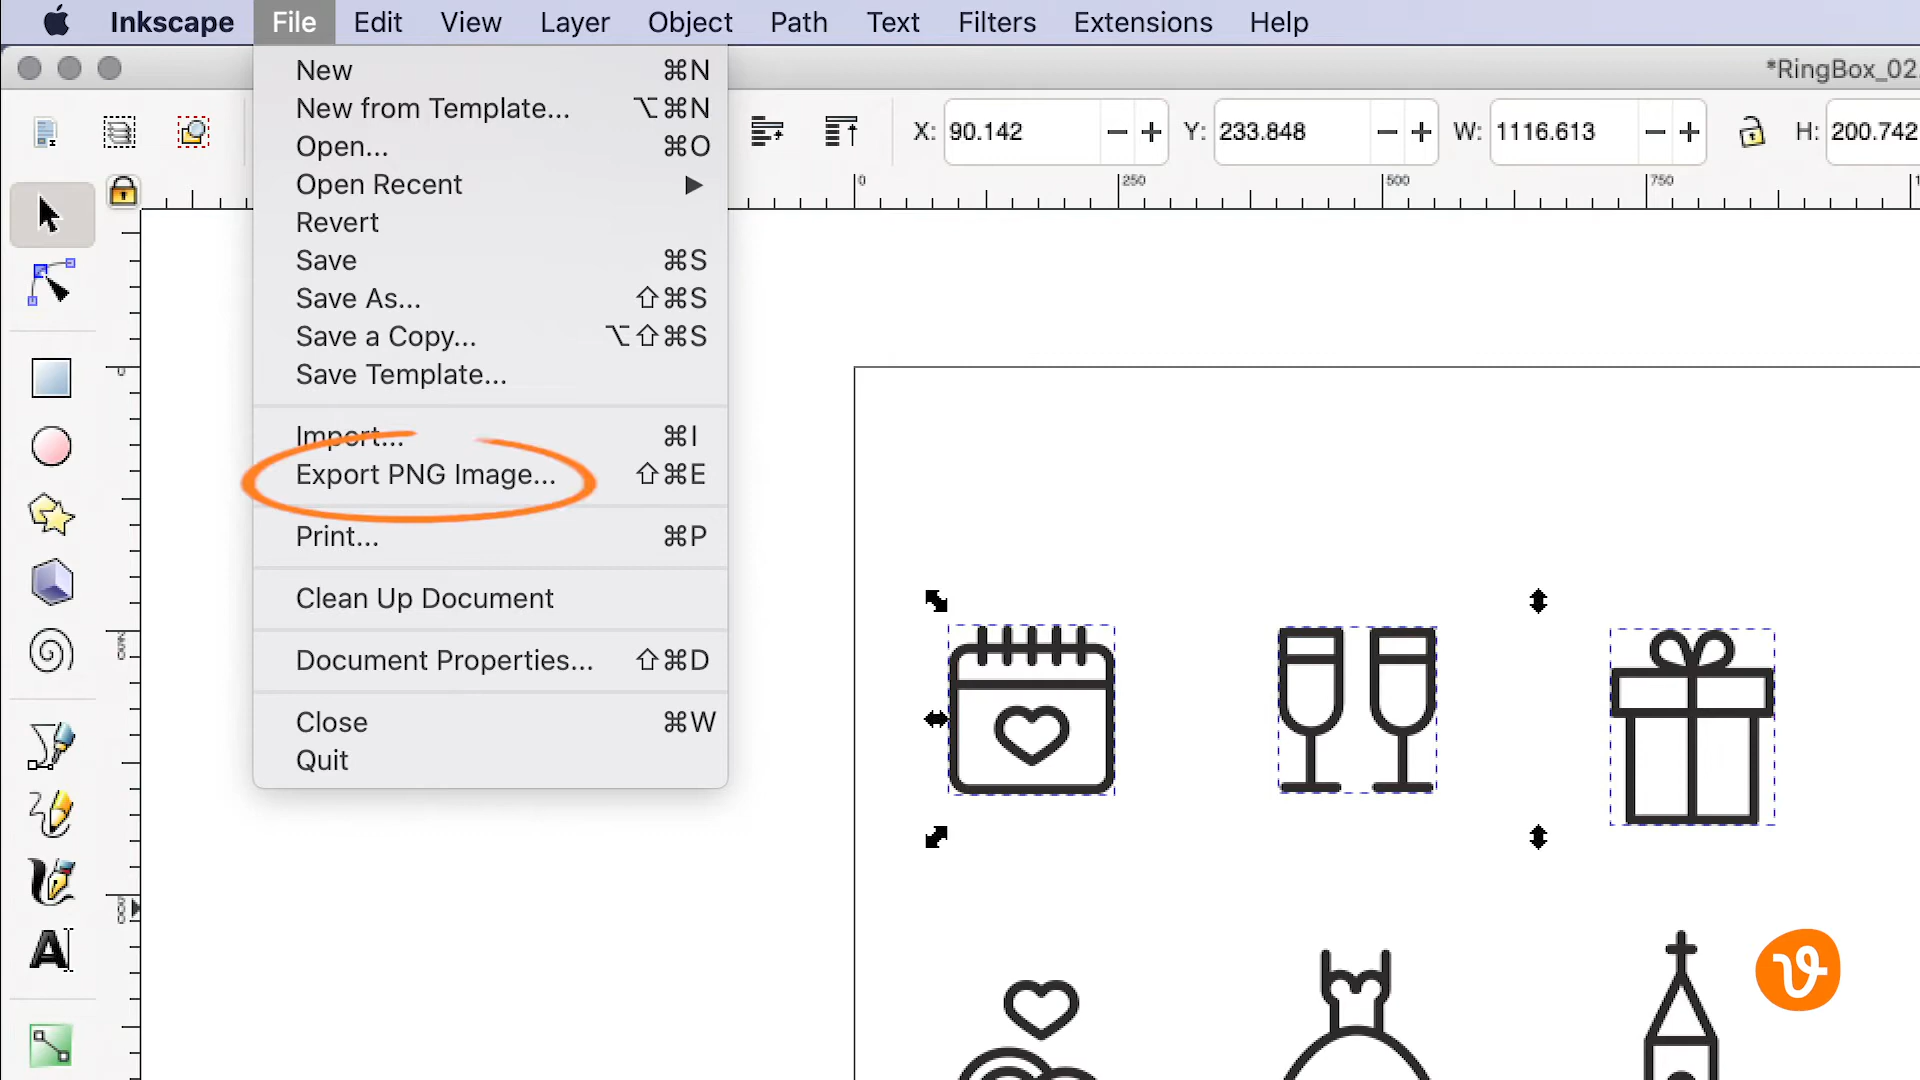 Inkscape File Edit View Layer Object Path Text Filters Extensions Help
*RingBox_02.
New ⌘N
New from Template... ⌥⌘N
Open... ⌘O
Open Recent ▶
Revert
Save ⌘S
Save As... ⇧⌘S
Save a Copy... ⌥⇧⌘S
Save Template...
Import... ⌘I
Export PNG Image... ⇧⌘E
Print... ⌘P
Clean Up Document
Document Properties... ⇧⌘D
Close ⌘W
Quit
X: 90.142 Y: 233.848 W: 1116.613 H: 200.742
0 250 500 750
0